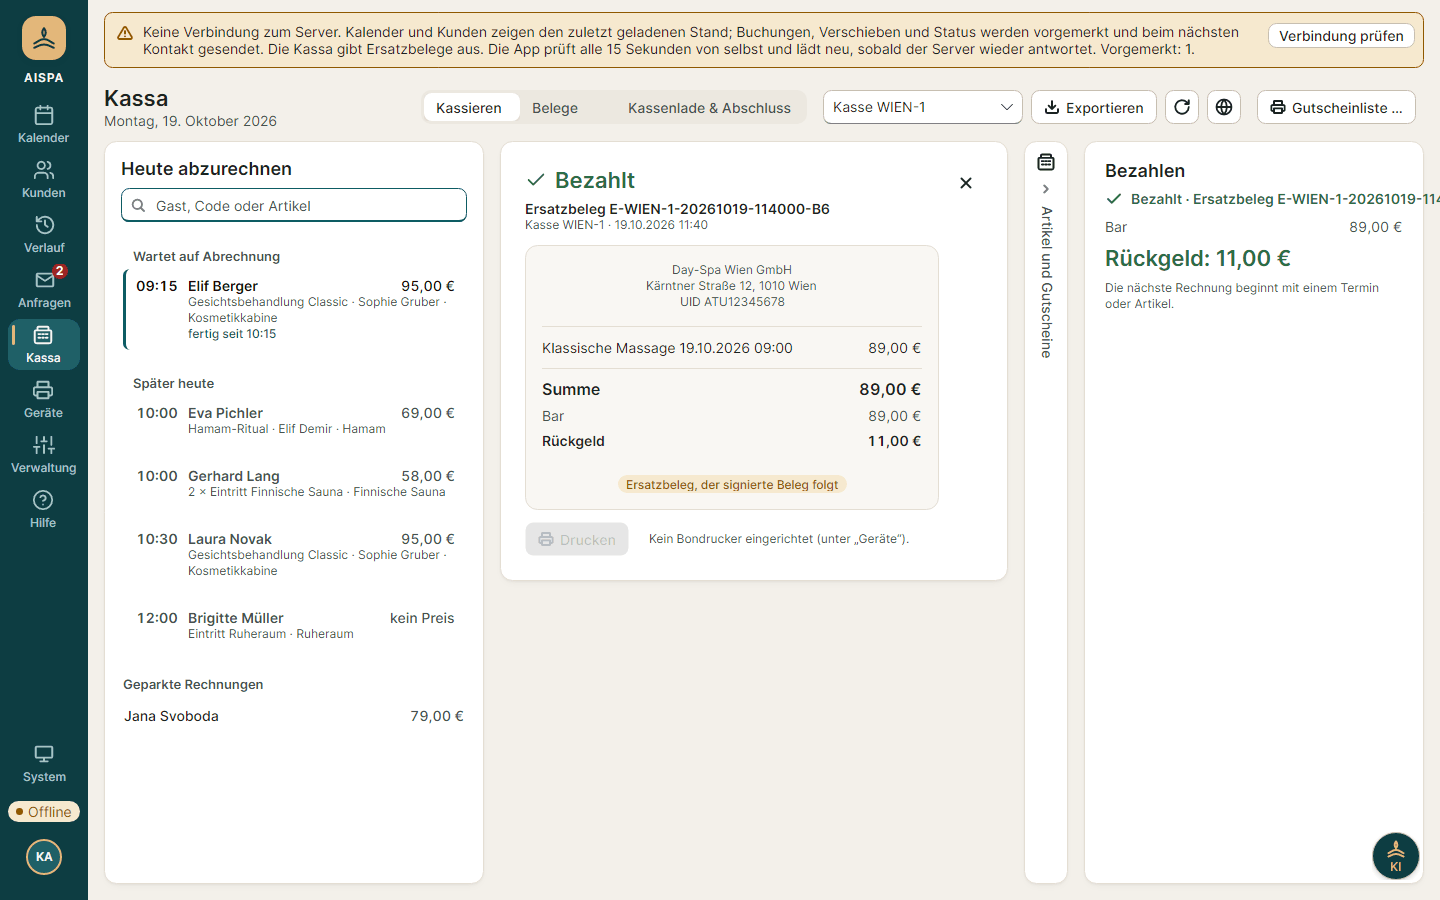 AISPA
Kalender
Kunden
Verlauf
2
Anfragen
Kassa
Geräte
Verwaltung
Hilfe
System
Offline
KA
Keine Verbindung zum Server. Kalender und Kunden zeigen den zuletzt geladenen Stand; Buchungen, Verschieben und Status werden vorgemerkt und beim nächsten
Kontakt gesendet. Die Kassa gibt Ersatzbelege aus. Die App prüft alle 15 Sekunden von selbst und lädt neu, sobald der Server wieder antwortet. Vorgemerkt: 1.
Verbindung prüfen
Kassa
Montag, 19. Oktober 2026
Kassieren Belege Kassenlade & Abschluss
Kasse WIEN-1
Exportieren
Gutscheinliste ...
Heute abzurechnen
Gast, Code oder Artikel
Wartet auf Abrechnung
09:15 Elif Berger 95,00 €
Gesichtsbehandlung Classic · Sophie Gruber ·
Kosmetikkabine
fertig seit 10:15
Später heute
10:00 Eva Pichler 69,00 €
Hamam-Ritual · Elif Demir · Hamam
10:00 Gerhard Lang 58,00 €
2 × Eintritt Finnische Sauna · Finnische Sauna
10:30 Laura Novak 95,00 €
Gesichtsbehandlung Classic · Sophie Gruber ·
Kosmetikkabine
12:00 Brigitte Müller kein Preis
Eintritt Ruheraum · Ruheraum
Geparkte Rechnungen
Jana Svoboda 79,00 €
Bezahlt
Ersatzbeleg E-WIEN-1-20261019-114000-B6
Kasse WIEN-1 · 19.10.2026 11:40
Day-Spa Wien GmbH
Kärntner Straße 12, 1010 Wien
UID ATU12345678
Klassische Massage 19.10.2026 09:00 89,00 €
Summe 89,00 €
Bar 89,00 €
Rückgeld 11,00 €
Ersatzbeleg, der signierte Beleg folgt
Drucken
Kein Bondrucker eingerichtet (unter „Geräte“).
Artikel und Gutscheine
Bezahlen
Bezahlt · Ersatzbeleg E-WIEN-1-20261019-114
Bar 89,00 €
Rückgeld: 11,00 €
Die nächste Rechnung beginnt mit einem Termin
oder Artikel.
KI